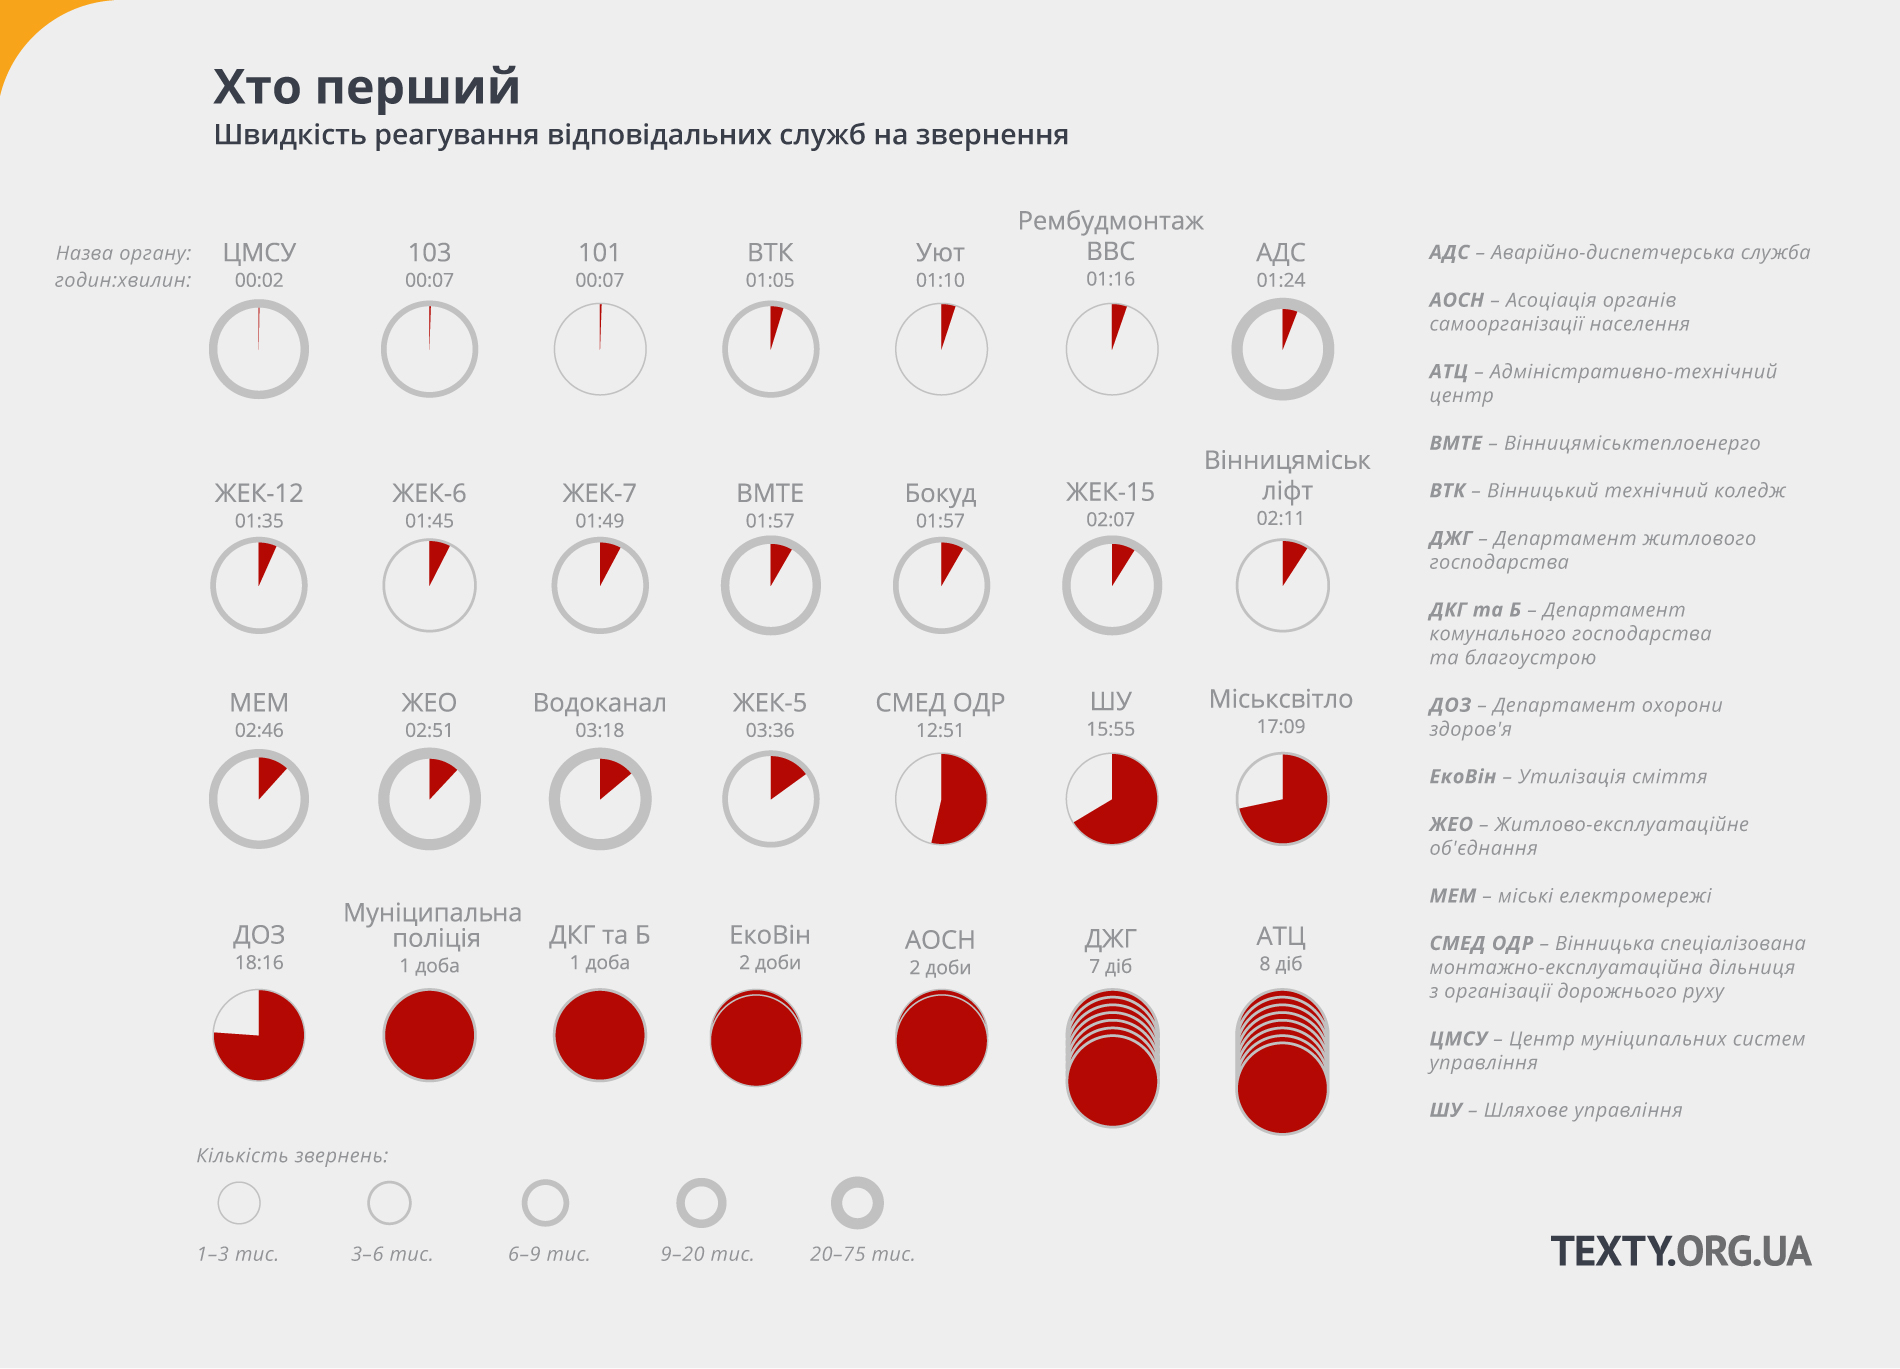 Хто перший
Швидкість реагування відповідальних служб на звернення
Назва органу:
годин:хвилин:
ЦМСУ
00:02
103
00:07
101
00:07
ВТК
01:05
Уют
01:10
Рембудмонтаж
ВВС
01:16
АДС
01:24
ЖЕК-12
01:35
ЖЕК-6
01:45
ЖЕК-7
01:49
ВМТЕ
01:57
Бокуд
01:57
ЖЕК-15
02:07
Вінницяміськ
ліфт
02:11
МЕМ
02:46
ЖЕО
02:51
Водоканал
03:18
ЖЕК-5
03:36
СМЕД ОДР
12:51
ШУ
15:55
Міськсвітло
17:09
ДОЗ
18:16
Муніципальна
поліція
1 доба
ДКГ та Б
1 доба
ЕкоВін
2 доби
АОСН
2 доби
ДЖГ
7 діб
АТЦ
8 діб
АДС – Аварійно-диспетчерська служба
АОСН – Асоціація органів
самоорганізації населення
АТЦ – Адміністративно-технічний
центр
ВМТЕ – Вінницяміськтеплоенерго
ВТК – Вінницький технічний коледж
ДЖГ – Департамент житлового
господарства
ДКГ та Б – Департамент
комунального господарства
та благоустрою
ДОЗ – Департамент охорони
здоров'я
ЕкоВін – Утилізація сміття
ЖЕО – Житлово-експлуатаційне
об'єднання
МЕМ – міські електромережі
СМЕД ОДР – Вінницька спеціалізована
монтажно-експлуатаційна дільниця
з організації дорожнього руху
ЦМСУ – Центр муніципальних систем
управління
ШУ – Шляхове управління
Кількість звернень:
1–3 тис.
3–6 тис.
6–9 тис.
9–20 тис.
20–75 тис.
TEXTY.ORG.UA